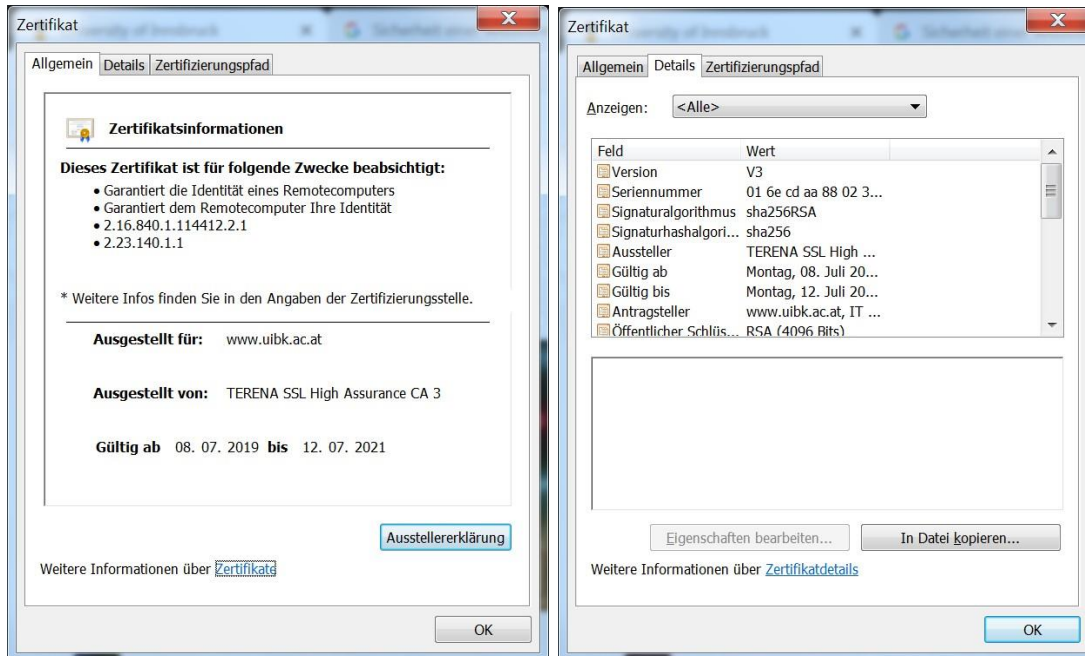 Zertifikat
Allgemein Details Zertifizierungspfad
Zertifikatsinformationen
Dieses Zertifikat ist für folgende Zwecke beabsichtigt:
• Garantiert die Identität eines Remotecomputers
• Garantiert dem Remotecomputer Ihre Identität
• 2.16.840.1.114412.2.1
• 2.23.140.1.1
* Weitere Infos finden Sie in den Angaben der Zertifizierungsstelle.
Ausgestellt für: www.uibk.ac.at
Ausgestellt von: TERENA SSL High Assurance CA 3
Gültig ab 08. 07. 2019 bis 12. 07. 2021
Ausstellererklärung
Weitere Informationen über Zertifikate
OK
Zertifikat
Allgemein Details Zertifizierungspfad
Anzeigen: <Alle>
Feld Wert
Version V3
Seriennummer 01 6e cd aa 88 02 3...
Signaturalgorithmus sha256RSA
Signaturhashalgori... sha256
Aussteller TERENA SSL High ...
Gültig ab Montag, 08. Juli 20...
Gültig bis Montag, 12. Juli 20...
Antragsteller www.uibk.ac.at, IT ...
Öffentlicher Schlüs... RSA (4096 Bits)
Eigenschaften bearbeiten... In Datei kopieren...
Weitere Informationen über Zertifikatdetails
OK